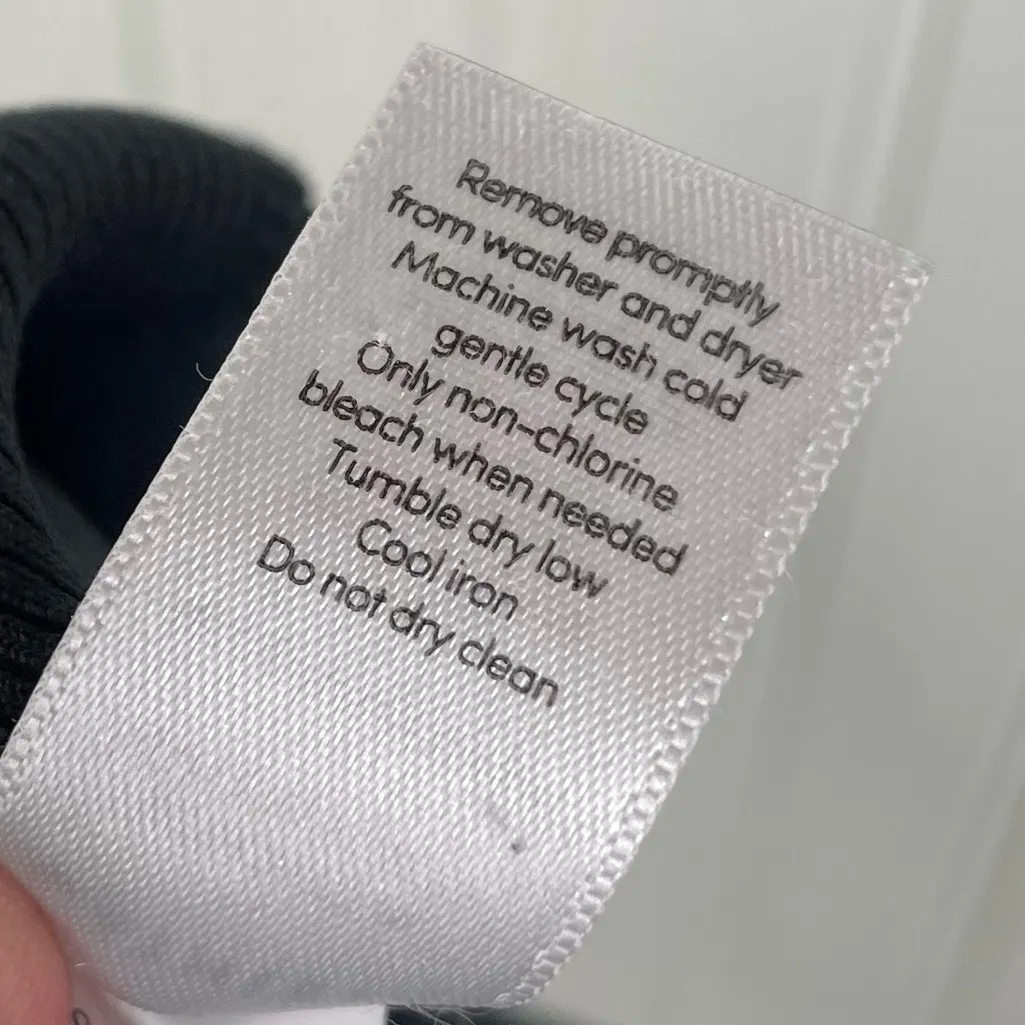 Remove promptly
from washer and dryer
Machine wash cold
gentle cycle
Only non-chlorine
bleach when needed
Tumble dry low
Cool iron
Do not dry clean